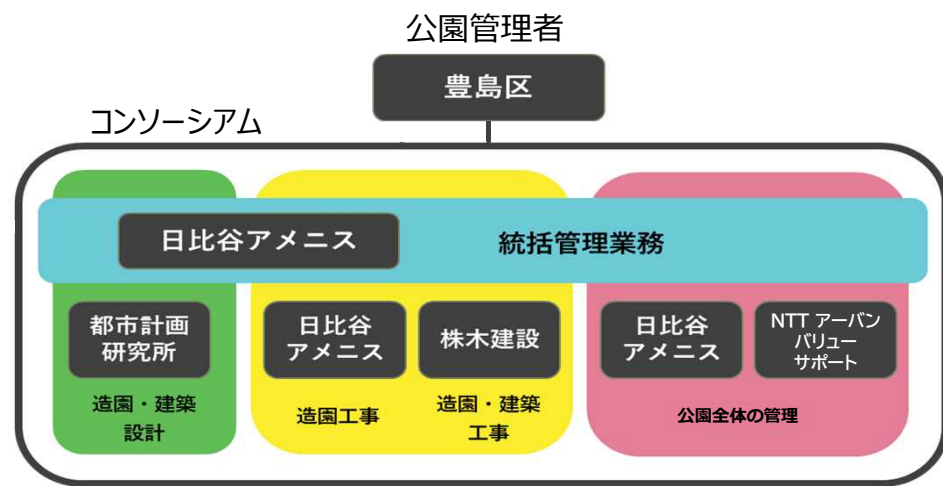 公園管理者
豊島区
コンソーシアム
日比谷アメニス
統括管理業務
都市計画
研究所
日比谷
アメニス
株木建設
日比谷
アメニス
NTT アーバン
バリュー
サポート
造園・建築
設計
造園工事
造園・建築
工事
公園全体の管理